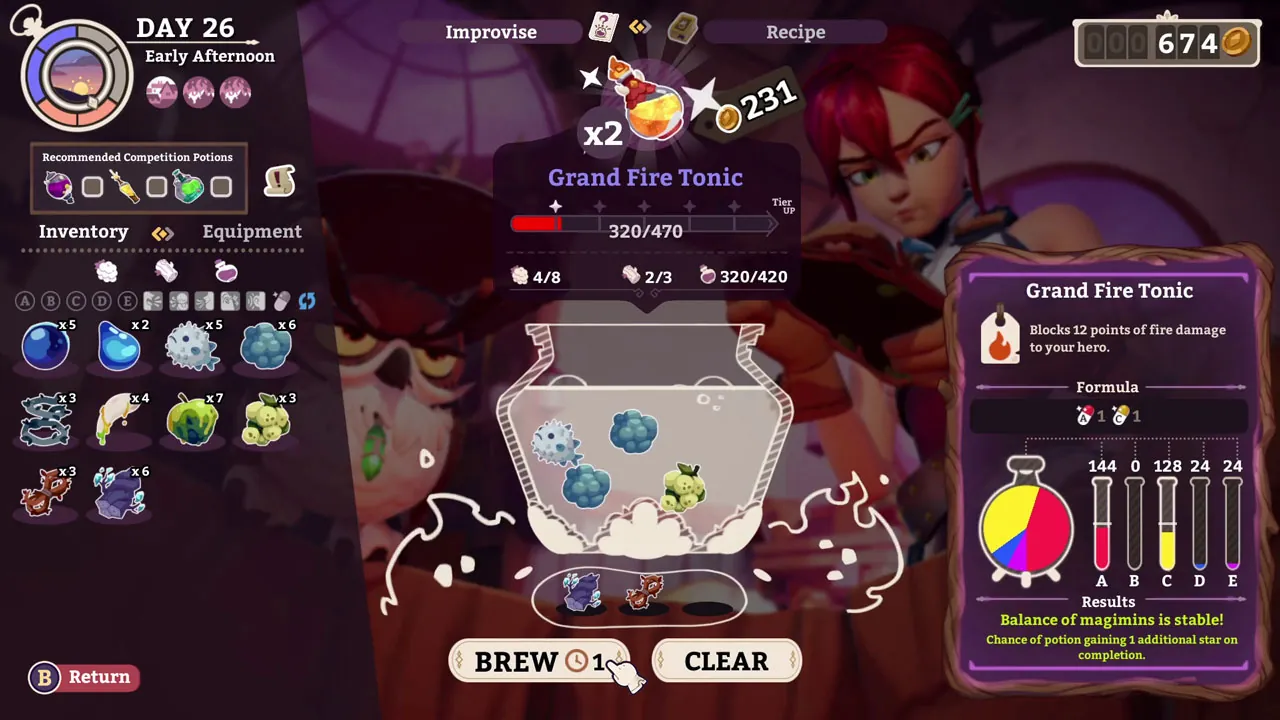 DAY 26
Early Afternoon
Recommended Competition Potions
Inventory
Equipment
A B C D E
x5
x2
x5
x6
x3
x4
x7
x3
x3
x6
B Return
Improvise
Recipe
x2
231
Grand Fire Tonic
Tier UP
320/470
4/8
2/3
320/420
BREW 1
CLEAR
000674
Grand Fire Tonic
Blocks 12 points of fire damage
to your hero.
Formula
A 1 C 1
144 0 128 24 24
A B C D E
Results
Balance of magimins is stable!
Chance of potion gaining 1 additional star on
completion.